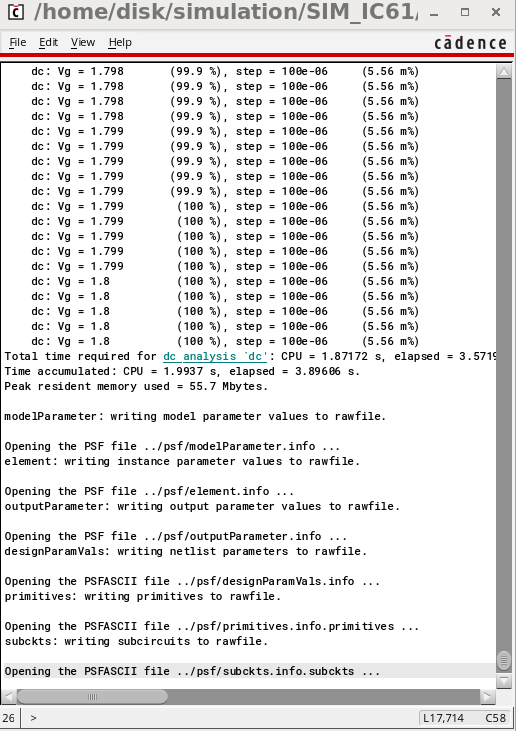 /home/disk/simulation/SIM_IC61/
File Edit View Help cādence
dc: Vg = 1.798 (99.9 %), step = 100e-06 (5.56 m%)
dc: Vg = 1.798 (99.9 %), step = 100e-06 (5.56 m%)
dc: Vg = 1.798 (99.9 %), step = 100e-06 (5.56 m%)
dc: Vg = 1.798 (99.9 %), step = 100e-06 (5.56 m%)
dc: Vg = 1.799 (99.9 %), step = 100e-06 (5.56 m%)
dc: Vg = 1.799 (99.9 %), step = 100e-06 (5.56 m%)
dc: Vg = 1.799 (99.9 %), step = 100e-06 (5.56 m%)
dc: Vg = 1.799 (99.9 %), step = 100e-06 (5.56 m%)
dc: Vg = 1.799 (99.9 %), step = 100e-06 (5.56 m%)
dc: Vg = 1.799 (100 %), step = 100e-06 (5.56 m%)
dc: Vg = 1.799 (100 %), step = 100e-06 (5.56 m%)
dc: Vg = 1.799 (100 %), step = 100e-06 (5.56 m%)
dc: Vg = 1.799 (100 %), step = 100e-06 (5.56 m%)
dc: Vg = 1.799 (100 %), step = 100e-06 (5.56 m%)
dc: Vg = 1.8 (100 %), step = 100e-06 (5.56 m%)
dc: Vg = 1.8 (100 %), step = 100e-06 (5.56 m%)
dc: Vg = 1.8 (100 %), step = 100e-06 (5.56 m%)
dc: Vg = 1.8 (100 %), step = 100e-06 (5.56 m%)
dc: Vg = 1.8 (100 %), step = 100e-06 (5.56 m%)
Total time required for dc analysis `dc': CPU = 1.87172 s, elapsed = 3.5719
Time accumulated: CPU = 1.9937 s, elapsed = 3.89606 s.
Peak resident memory used = 55.7 Mbytes.
modelParameter: writing model parameter values to rawfile.
Opening the PSF file ../psf/modelParameter.info ...
element: writing instance parameter values to rawfile.
Opening the PSF file ../psf/element.info ...
outputParameter: writing output parameter values to rawfile.
Opening the PSF file ../psf/outputParameter.info ...
designParamVals: writing netlist parameters to rawfile.
Opening the PSFASCII file ../psf/designParamVals.info ...
primitives: writing primitives to rawfile.
Opening the PSFASCII file ../psf/primitives.info.primitives ...
subckts: writing subcircuits to rawfile.
Opening the PSFASCII file ../psf/subckts.info.subckts ...
26 > L17,714 C58